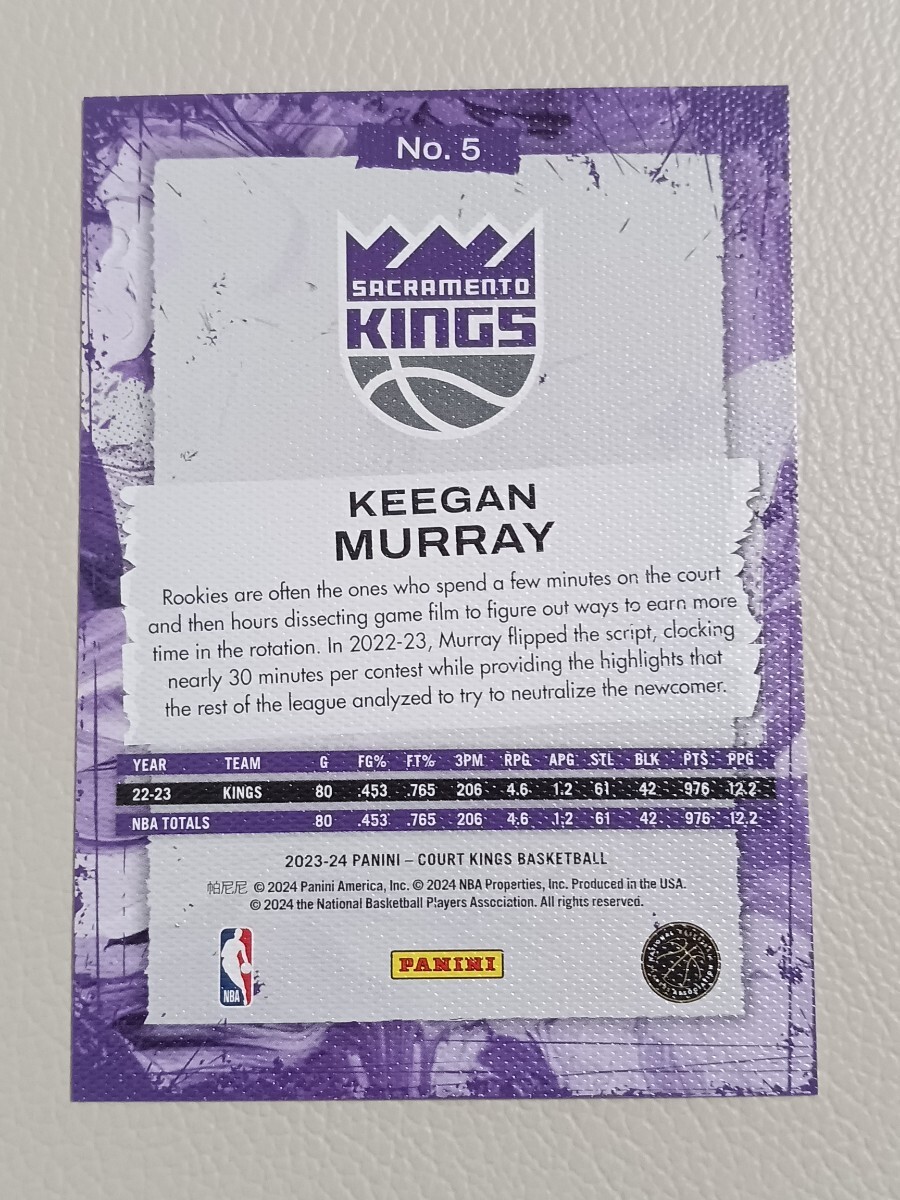 No. 5
SACRAMENTO
KINGS
KEEGAN
MURRAY
Rookies are often the ones who spend a few minutes on the court
and then hours dissecting game film to figure out ways to earn more
time in the rotation. In 2022-23, Murray flipped the script, clocking
nearly 30 minutes per contest while providing the highlights that
the rest of the league analyzed to try to neutralize the newcomer.
YEAR TEAM G FG% FT% 3PM RPG APG STL BLK PTS PPG
22-23 KINGS 80 .453 .765 206 4.6 1.2 61 42 976 12.2
NBA TOTALS 80 .453 .765 206 4.6 1.2 61 42 976 12.2
2023-24 PANINI – COURT KINGS BASKETBALL
帕尼尼 © 2024 Panini America, Inc. © 2024 NBA Properties, Inc. Produced in the USA.
© 2024 the National Basketball Players Association. All rights reserved.
NBA
PANINI